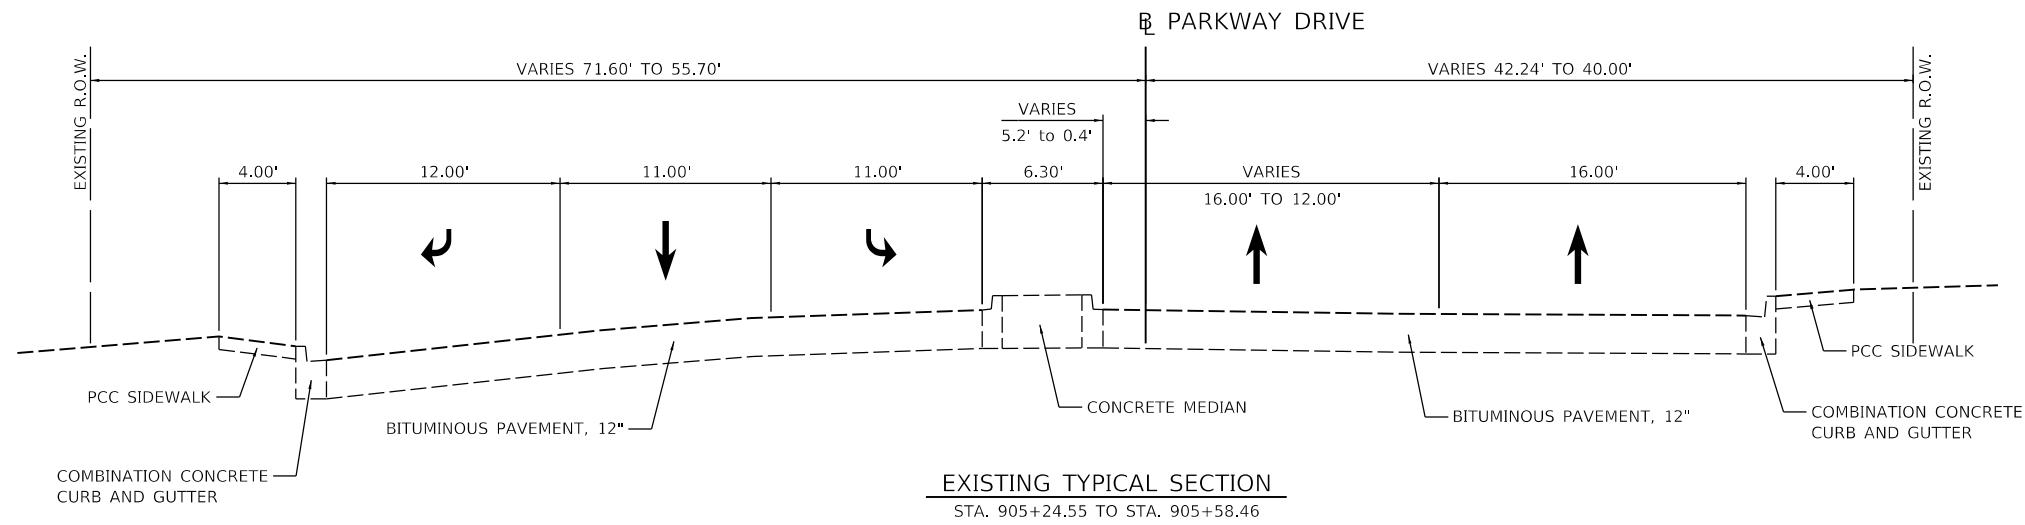 ℄ PARKWAY DRIVE
EXISTING R.O.W.
VARIES 71.60' TO 55.70'
VARIES 42.24' TO 40.00'
EXISTING R.O.W.
VARIES
5.2' to 0.4'
4.00'
12.00'
11.00'
11.00'
6.30'
VARIES
16.00' TO 12.00'
16.00'
4.00'
PCC SIDEWALK
BITUMINOUS PAVEMENT, 12"
COMBINATION CONCRETE
CURB AND GUTTER
CONCRETE MEDIAN
BITUMINOUS PAVEMENT, 12"
PCC SIDEWALK
COMBINATION CONCRETE
CURB AND GUTTER
EXISTING TYPICAL SECTION
STA. 905+24.55 TO STA. 905+58.46